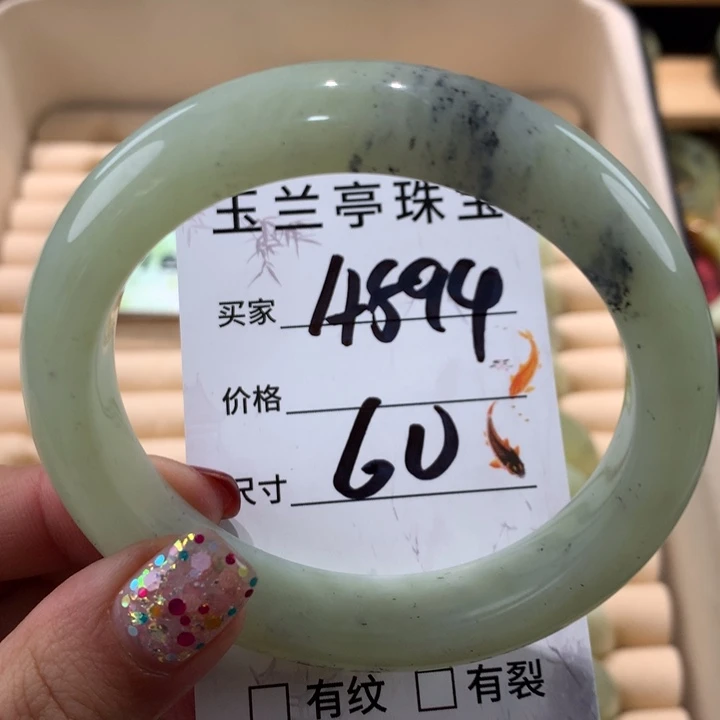 玉兰亭珠宝
买家 4894
价格
尺寸 60
□ 有纹 □ 有裂